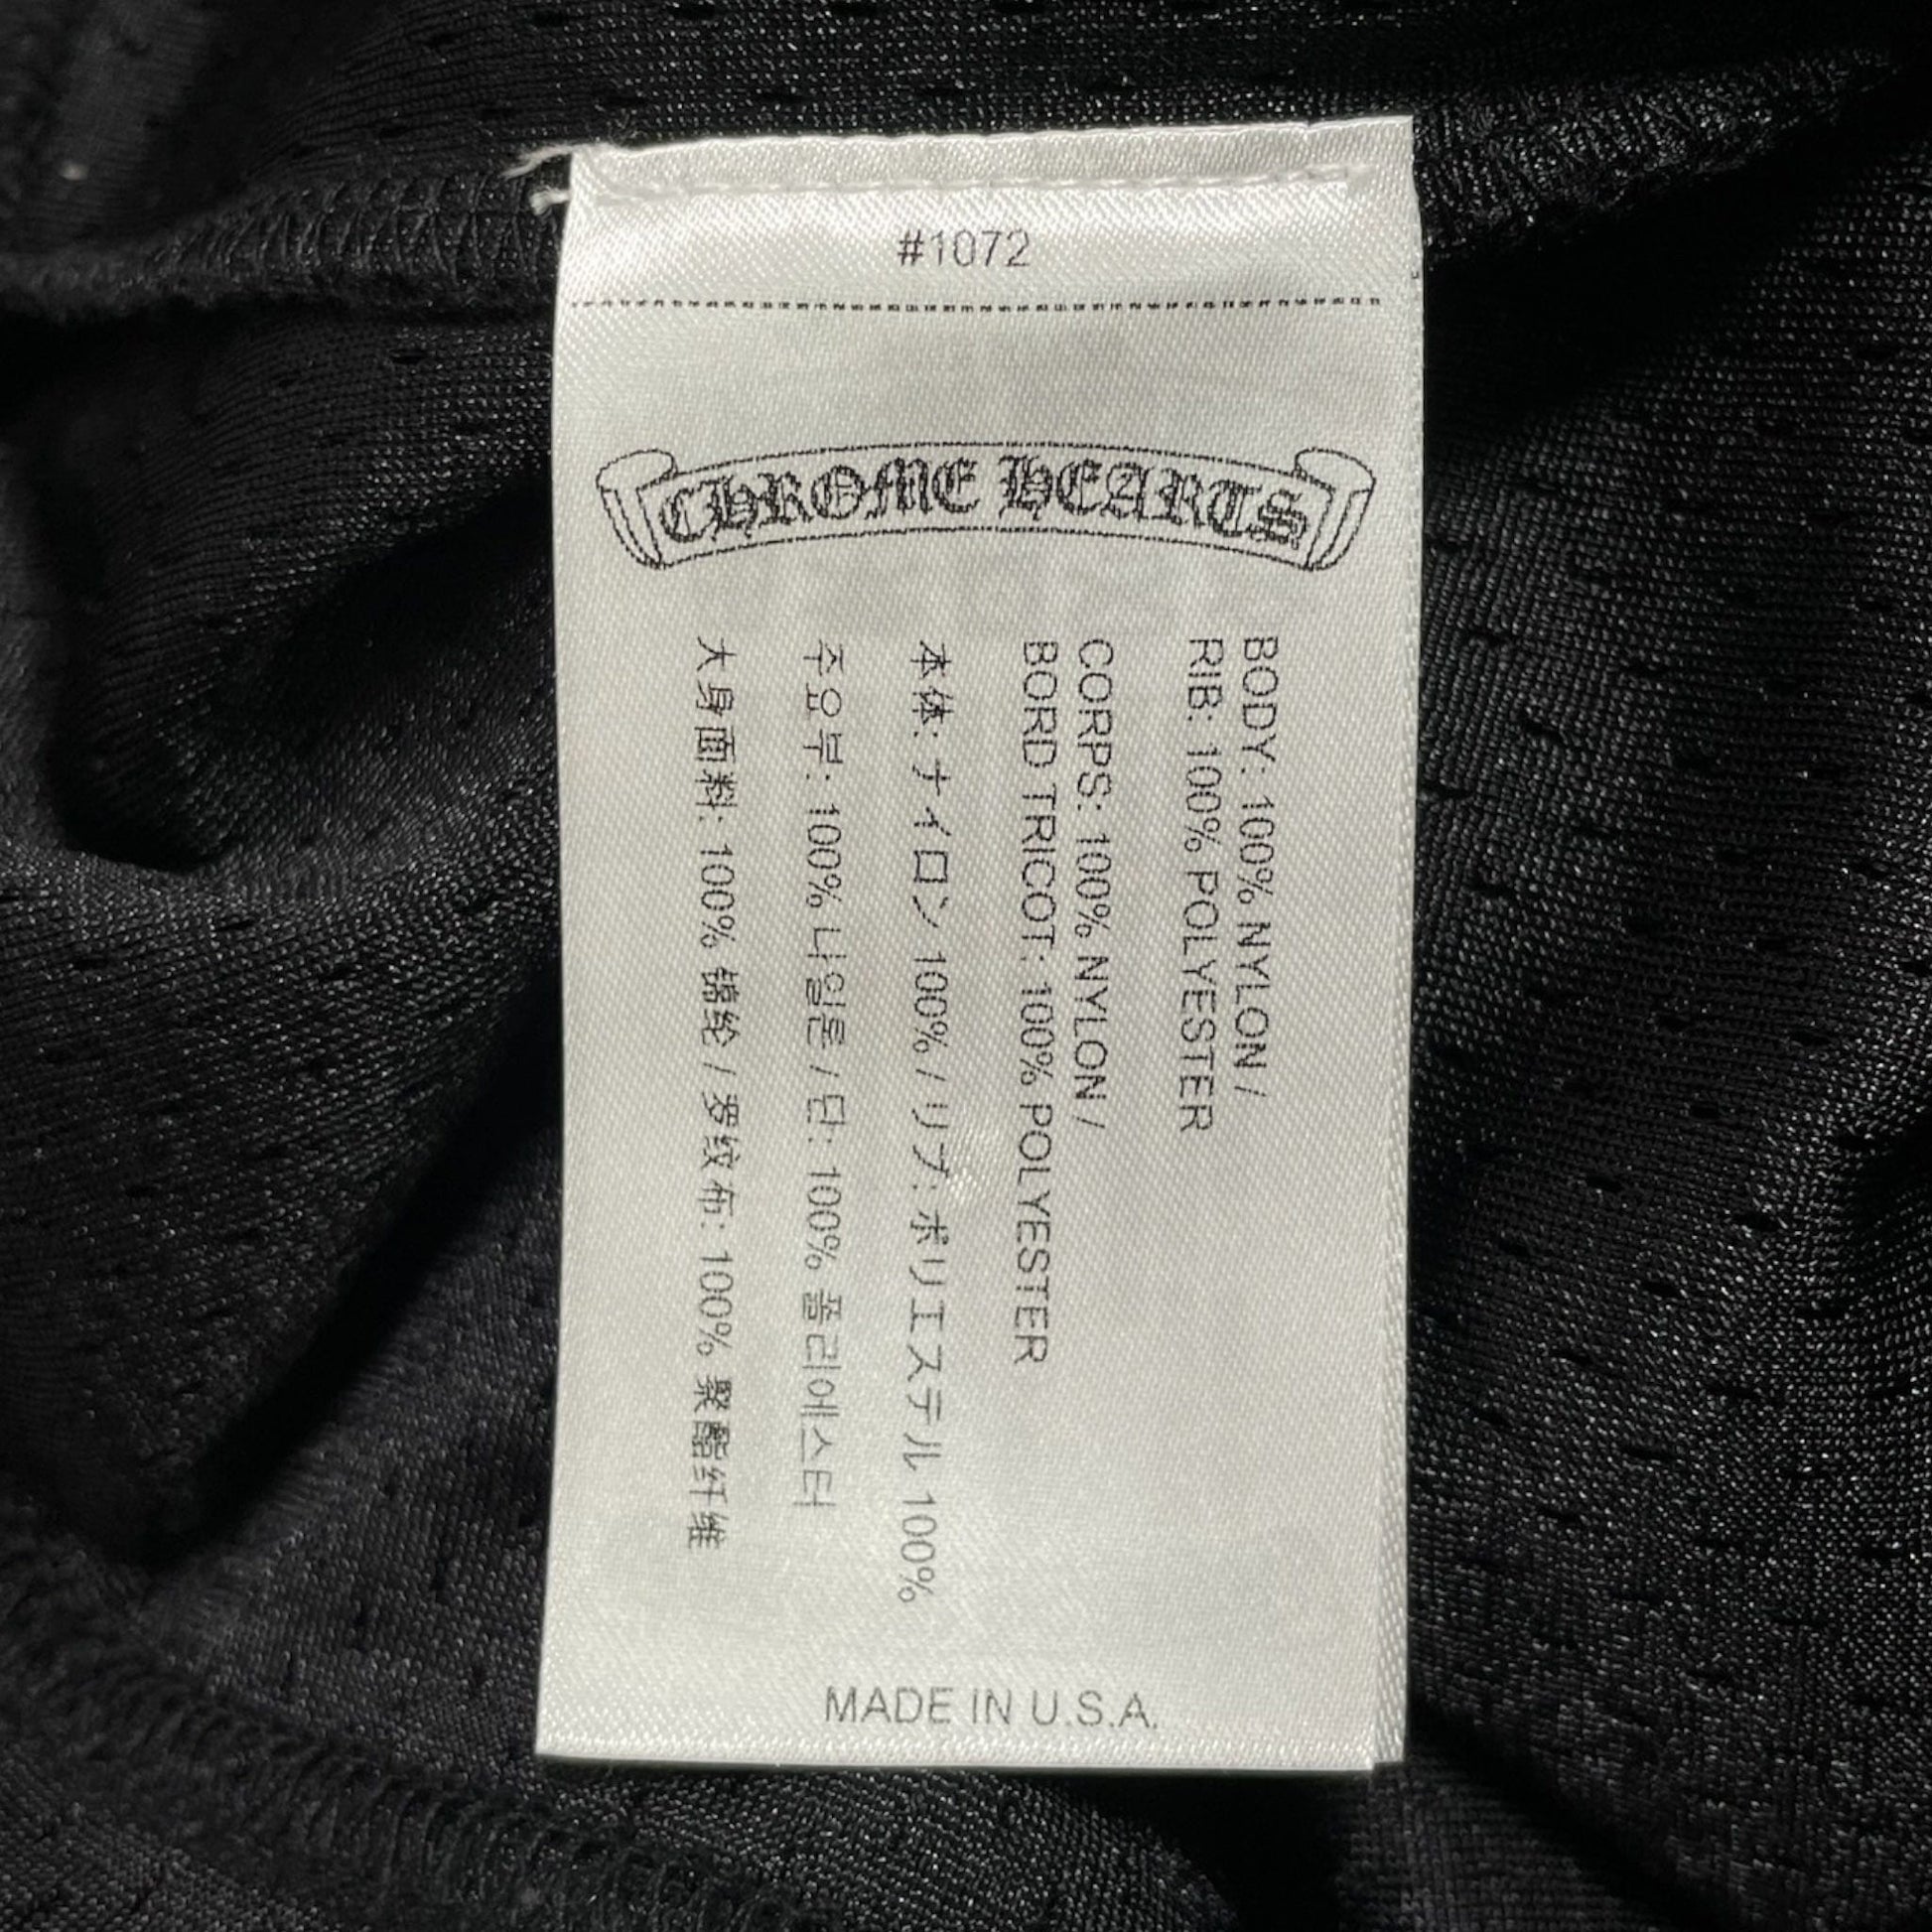 #1072
CHROME HEARTS
BODY: 100% NYLON /
RIB: 100% POLYESTER
CORPS: 100% NYLON /
BORD TRICOT: 100% POLYESTER
本体: ナイロン 100% / リブ: ポリエステル 100%
주요부: 100% 나일론 / 단: 100% 폴리에스터
大身面料: 100% 锦纶 / 罗纹布: 100% 聚酯纤维
MADE IN U.S.A.